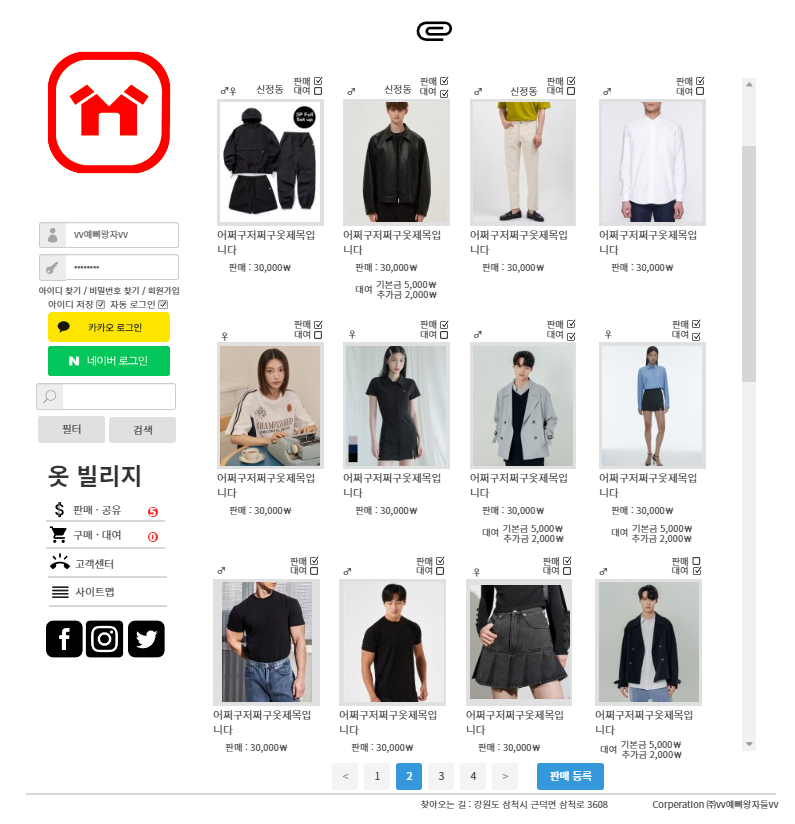 vv예삐왕자vv
••••••••
아이디 찾기 / 비밀번호 찾기 / 회원가입
아이디 저장 자동 로그인
카카오 로그인
N 네이버 로그인
필터 검색
옷 빌리지
$ 판매 · 공유 5
구매 · 대여 0
고객센터
사이트맵
♂♀ 신정동 판매
대여
♂ 신정동 판매
대여
♂ 신정동 판매
대여
♂ 판매
대여
3P Full
Set up
어쩌구저쩌구옷제목입
니다
판매 : 30,000₩
어쩌구저쩌구옷제목입
니다
판매 : 30,000₩
대여 기본금 5,000₩
추가금 2,000₩
어쩌구저쩌구옷제목입
니다
판매 : 30,000₩
어쩌구저쩌구옷제목입
니다
판매 : 30,000₩
♀ 판매
대여
♀ 판매
대여
♂ 판매
대여
♀ 판매
대여
어쩌구저쩌구옷제목입
니다
판매 : 30,000₩
어쩌구저쩌구옷제목입
니다
판매 : 30,000₩
어쩌구저쩌구옷제목입
니다
판매 : 30,000₩
대여 기본금 5,000₩
추가금 2,000₩
어쩌구저쩌구옷제목입
니다
판매 : 30,000₩
대여 기본금 5,000₩
추가금 2,000₩
♂ 판매
대여
♂ 판매
대여
♀ 판매
대여
♂ 판매
대여
어쩌구저쩌구옷제목입
니다
판매 : 30,000₩
어쩌구저쩌구옷제목입
니다
판매 : 30,000₩
어쩌구저쩌구옷제목입
니다
판매 : 30,000₩
어쩌구저쩌구옷제목입
니다
대여 기본금 5,000₩
추가금 2,000₩
< 1 2 3 4 > 판매 등록
찾아오는 길 : 강원도 삼척시 근덕면 삼척로 3608 Corperation ㈜vv예삐왕자들vv